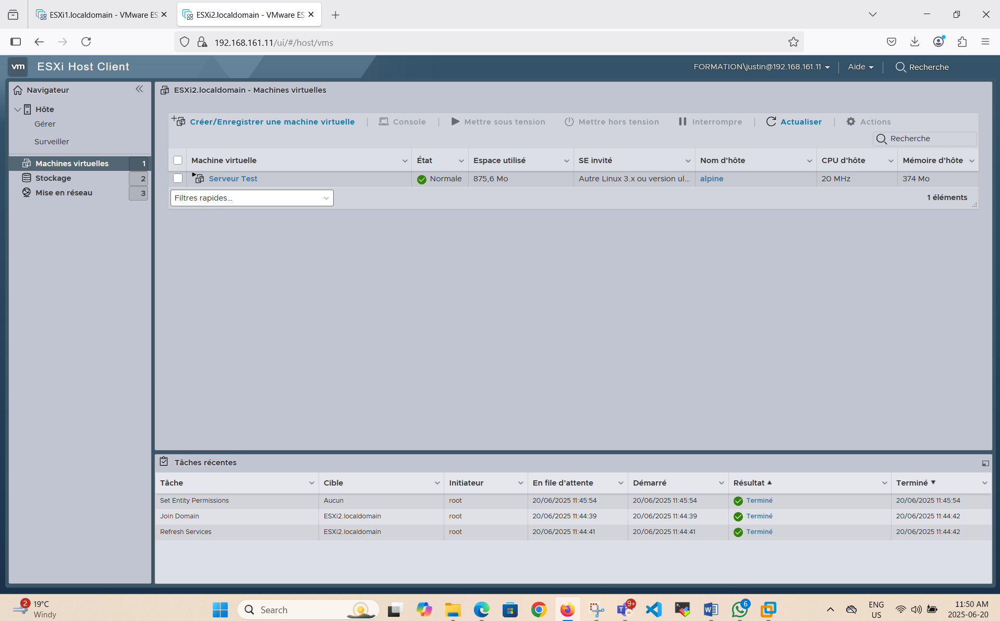 ESXi1.localdomain - VMware ES
ESXi2.localdomain - VMware ES
192.168.161.11/ui/#/host/vms
vm ESXi Host Client
FORMATION\justin@192.168.161.11
Aide
Recherche
Navigateur
Hôte
Gérer
Surveiller
Machines virtuelles 1
Stockage 2
Mise en réseau 3
ESXi2.localdomain - Machines virtuelles
Créer/Enregistrer une machine virtuelle Console Mettre sous tension Mettre hors tension Interrompre Actualiser Actions
Recherche
Machine virtuelle État Espace utilisé SE invité Nom d'hôte CPU d'hôte Mémoire d'hôte
Serveur Test Normale 875,6 Mo Autre Linux 3.x ou version ul... alpine 20 MHz 374 Mo
Filtres rapides...
1 éléments
Tâches récentes
Tâche Cible Initiateur En file d'attente Démarré Résultat Terminé
Set Entity Permissions Aucun root 20/06/2025 11:45:54 20/06/2025 11:45:54 Terminé 20/06/2025 11:45:54
Join Domain ESXi2.localdomain root 20/06/2025 11:44:39 20/06/2025 11:44:39 Terminé 20/06/2025 11:44:42
Refresh Services ESXi2.localdomain root 20/06/2025 11:44:41 20/06/2025 11:44:41 Terminé 20/06/2025 11:44:42
2
19°C
Windy
Search
9+
JA
6
ENG
US
11:50 AM
2025-06-20